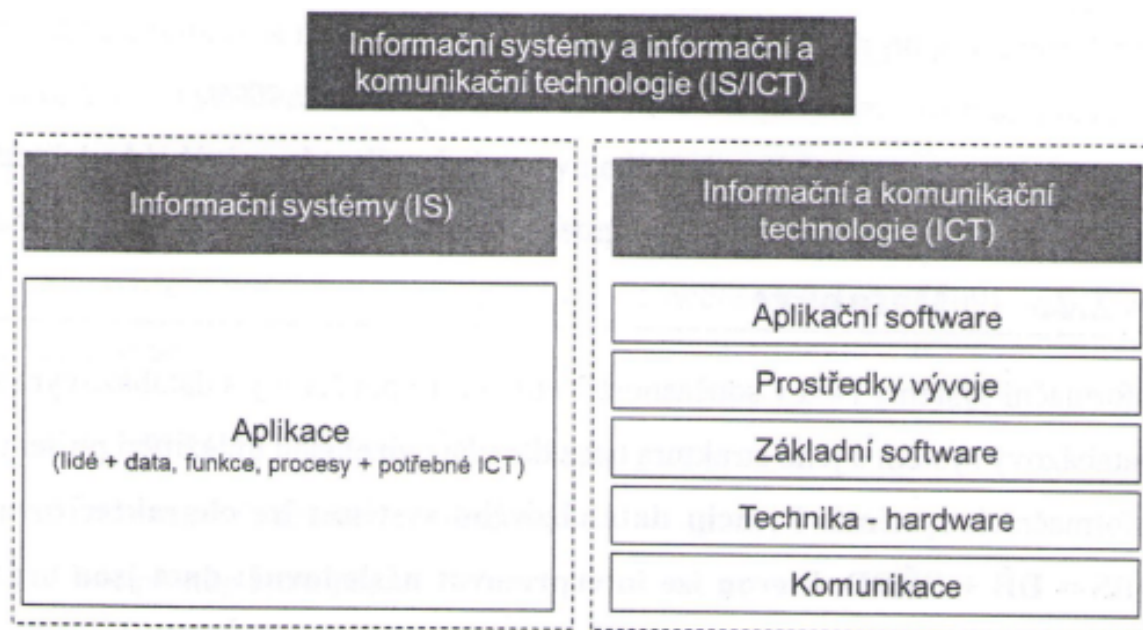 Informační systémy a informační a
komunikační technologie (IS/ICT)
Informační systémy (IS)
Aplikace
(lidé + data, funkce, procesy + potřebné ICT)
Informační a komunikační
technologie (ICT)
Aplikační software
Prostředky vývoje
Základní software
Technika - hardware
Komunikace